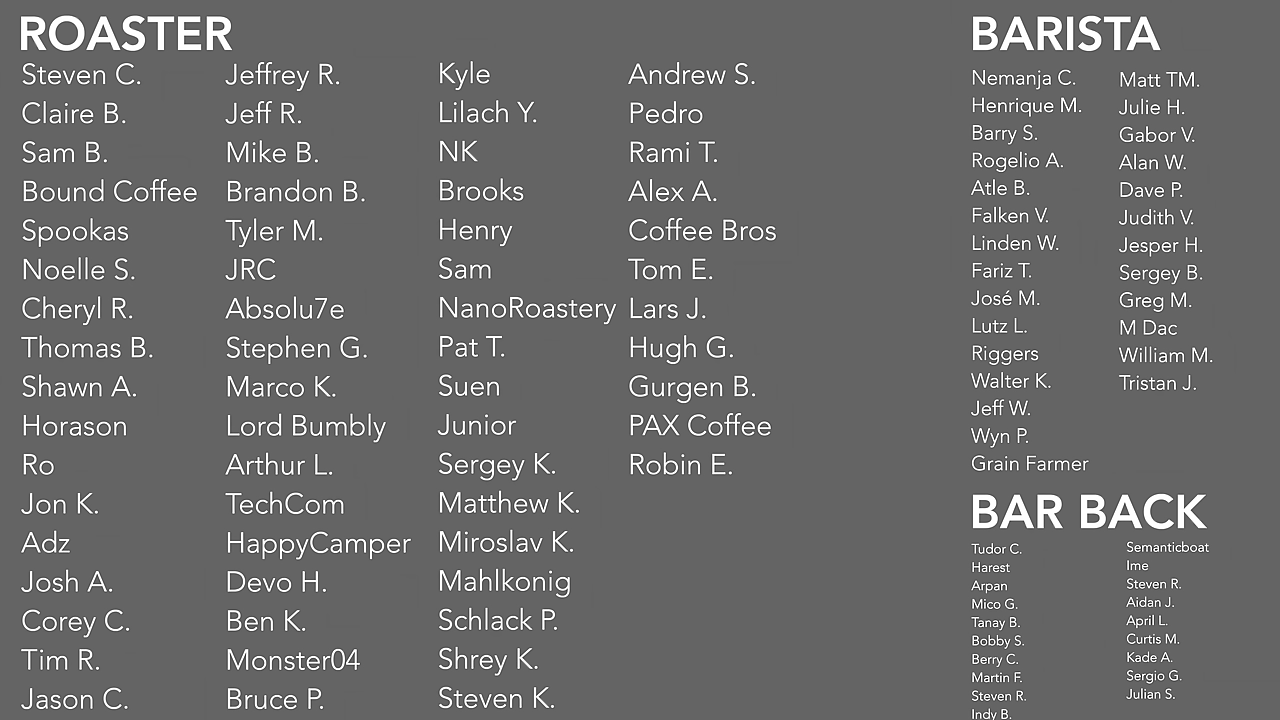 ROASTER
Steven C.
Claire B.
Sam B.
Bound Coffee
Spookas
Noelle S.
Cheryl R.
Thomas B.
Shawn A.
Horason
Ro
Jon K.
Adz
Josh A.
Corey C.
Tim R.
Jason C.
Jeffrey R.
Jeff R.
Mike B.
Brandon B.
Tyler M.
JRC
Absolu7e
Stephen G.
Marco K.
Lord Bumbly
Arthur L.
TechCom
HappyCamper
Devo H.
Ben K.
Monster04
Bruce P.
Kyle
Lilach Y.
NK
Brooks
Henry
Sam
NanoRoastery
Pat T.
Suen
Junior
Sergey K.
Matthew K.
Miroslav K.
Mahlkonig
Schlack P.
Shrey K.
Steven K.
Andrew S.
Pedro
Rami T.
Alex A.
Coffee Bros
Tom E.
Lars J.
Hugh G.
Gurgen B.
PAX Coffee
Robin E.
BARISTA
Nemanja C.
Henrique M.
Barry S.
Rogelio A.
Atle B.
Falken V.
Linden W.
Fariz T.
José M.
Lutz L.
Riggers
Walter K.
Jeff W.
Wyn P.
Grain Farmer
Matt TM.
Julie H.
Gabor V.
Alan W.
Dave P.
Judith V.
Jesper H.
Sergey B.
Greg M.
M Dac
William M.
Tristan J.
BAR BACK
Tudor C.
Harest
Arpan
Mico G.
Tanay B.
Bobby S.
Berry C.
Martin F.
Steven R.
Indy B.
Semanticboat
Ime
Steven R.
Aidan J.
April L.
Curtis M.
Kade A.
Sergio G.
Julian S.